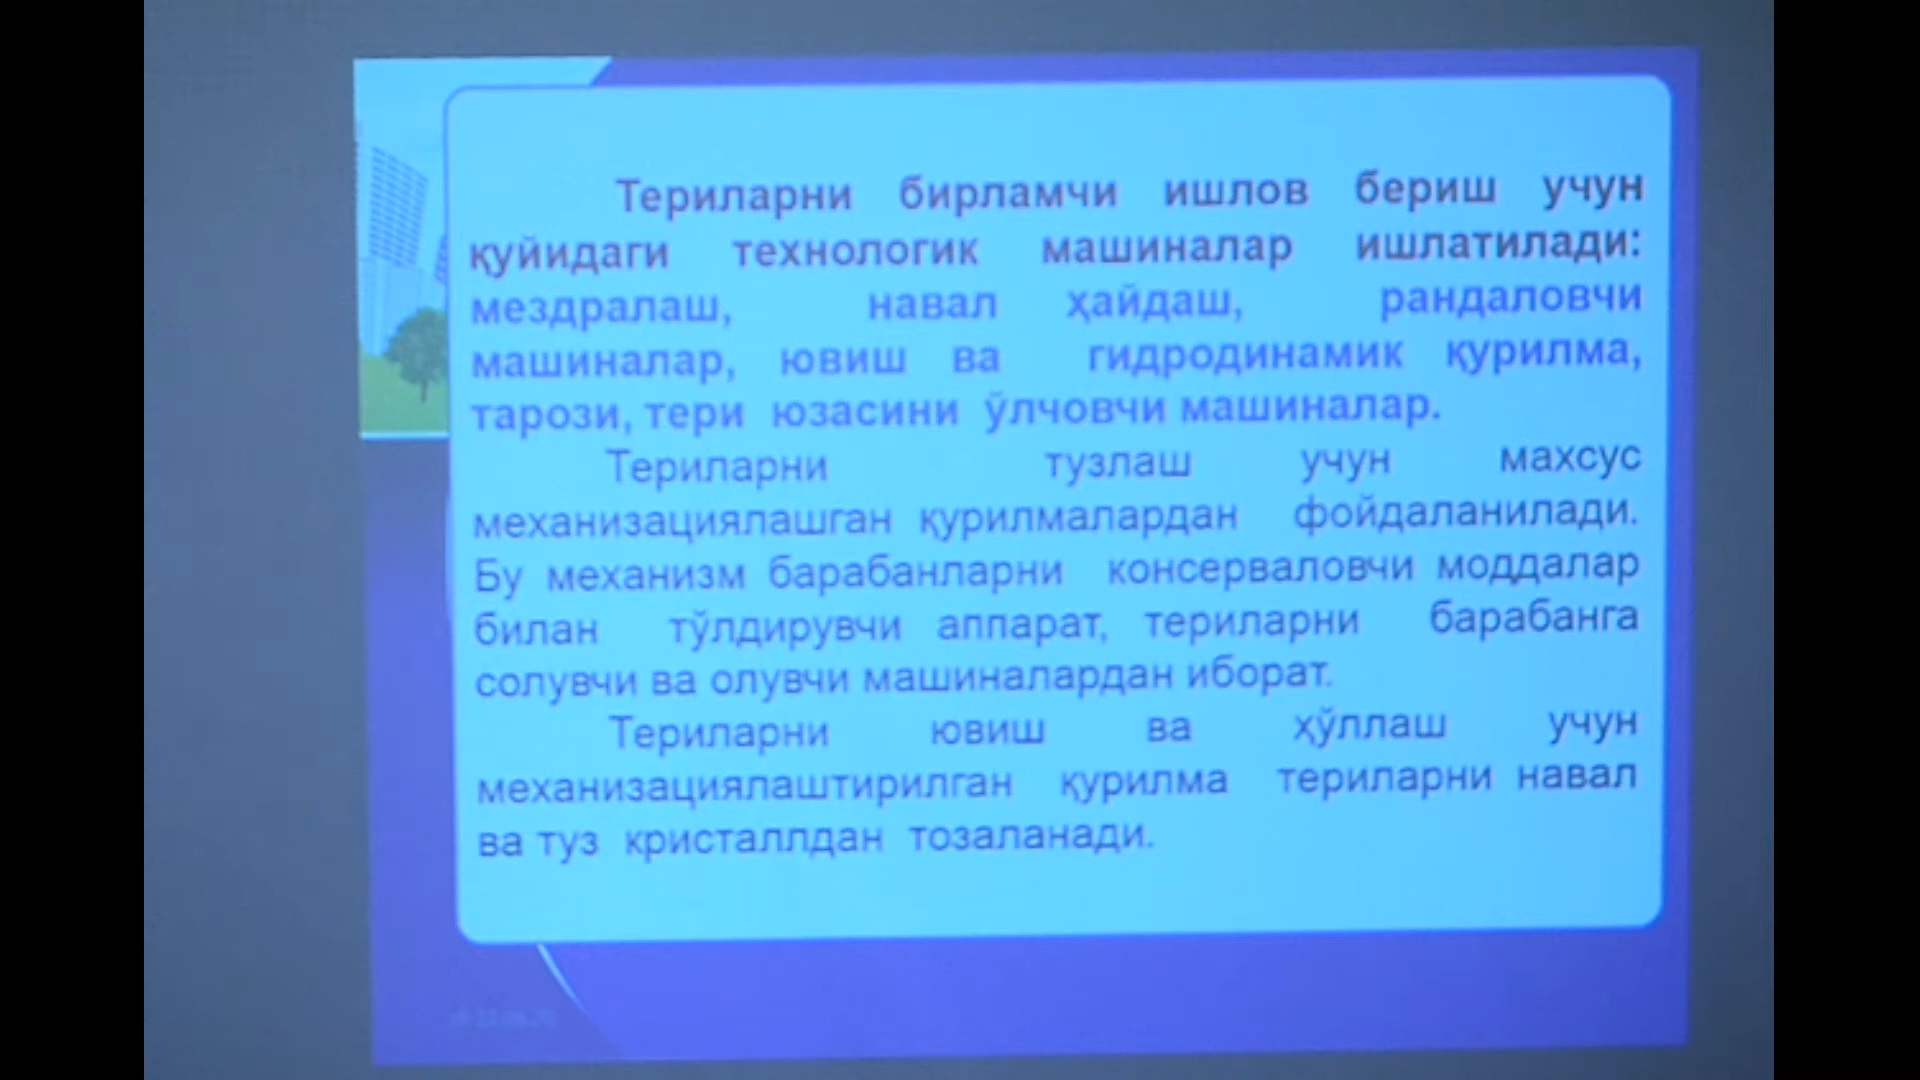 Териларни бирламчи ишлов бериш учун
қуйидаги технологик машиналар ишлатилади:
мездралаш, навал ҳайдаш, рандаловчи
машиналар, ювиш ва гидродинамик қурилма,
тарози, тери юзасини ўлчовчи машиналар.
Териларни тузлаш учун махсус
механизациялашган қурилмалардан фойдаланилади.
Бу механизм барабанларни консерваловчи моддалар
билан тўлдирувчи аппарат, териларни барабанга
солувчи ва олувчи машиналардан иборат.
Териларни ювиш ва ҳўллаш учун
механизациялаштирилган қурилма териларни навал
ва туз кристаллдан тозаланади.